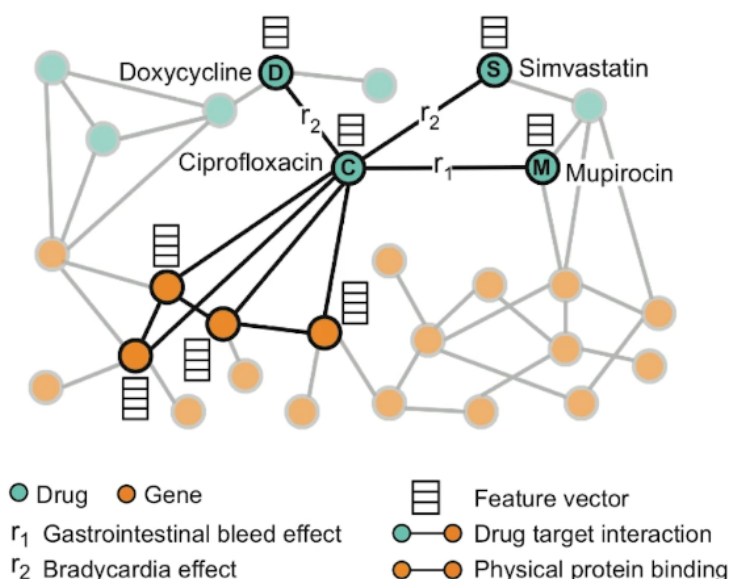 Doxycycline D
S Simvastatin
r2
r2
Ciprofloxacin C
r1
M Mupirocin
Drug
Gene
Feature vector
r1 Gastrointestinal bleed effect
Drug target interaction
r2 Bradycardia effect
Physical protein binding